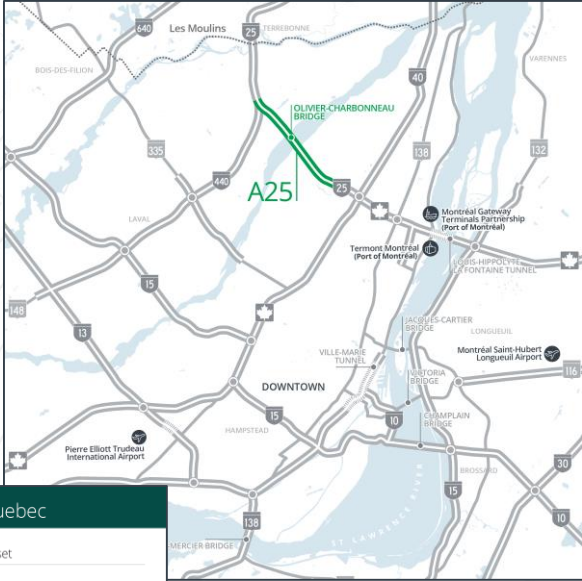 640
Les Moulins
25
TERREBONNE
BOIS-DES-FILION
VARENNES
40
OLIVIER-CHARBONNEAU
BRIDGE
335
138
132
440
A25
25
LAVAL
Montréal Gateway
Terminals Partnership
(Port of Montréal)
Termont Montréal
(Port of Montréal)
LOUIS-HIPPOLYTE
LA FONTAINE TUNNEL
15
148
13
JACQUES-CARTIER
BRIDGE
LONGUEUIL
VILLE-MARIE
TUNNEL
Montréal Saint-Hubert
Longueuil Airport
116
DOWNTOWN
VICTORIA
BRIDGE
15
10
CHAMPLAIN
BRIDGE
HAMPSTEAD
Pierre Elliott Trudeau
International Airport
BROSSARD
30
15
10
ST LAWRENCE RIVER
138
MERCIER BRIDGE
uebec
set